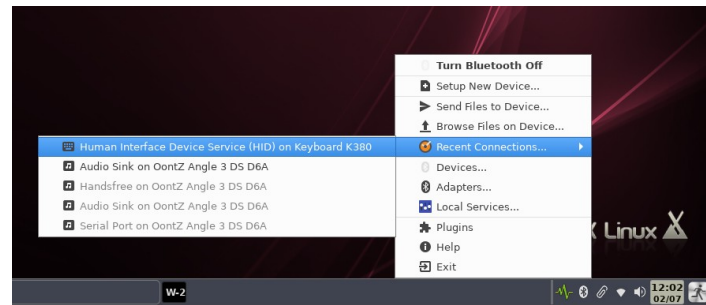 Turn Bluetooth Off
Setup New Device...
Send Files to Device...
Browse Files on Device...
Recent Connections...
Human Interface Device Service (HID) on Keyboard K380
Audio Sink on OontZ Angle 3 DS D6A
Handsfree on OontZ Angle 3 DS D6A
Audio Sink on OontZ Angle 3 DS D6A
Serial Port on OontZ Angle 3 DS D6A
Devices...
Adapters...
Local Services...
Plugins
Help
Exit
X Linux
W-2
12:02
02/07